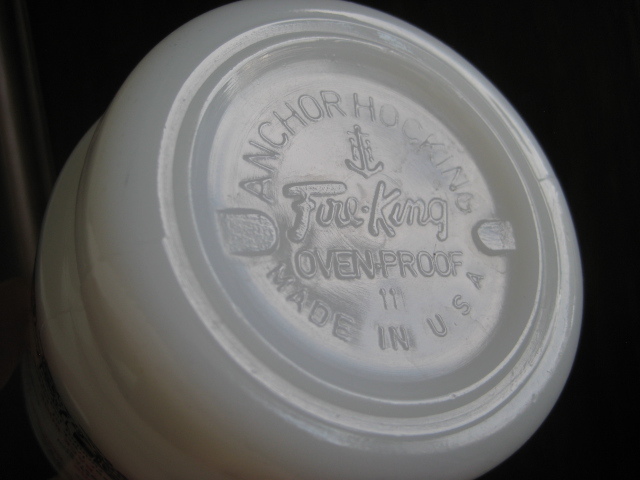 ANCHOR HOCKING
Fire-King
OVEN-PROOF
11
MADE IN U S A